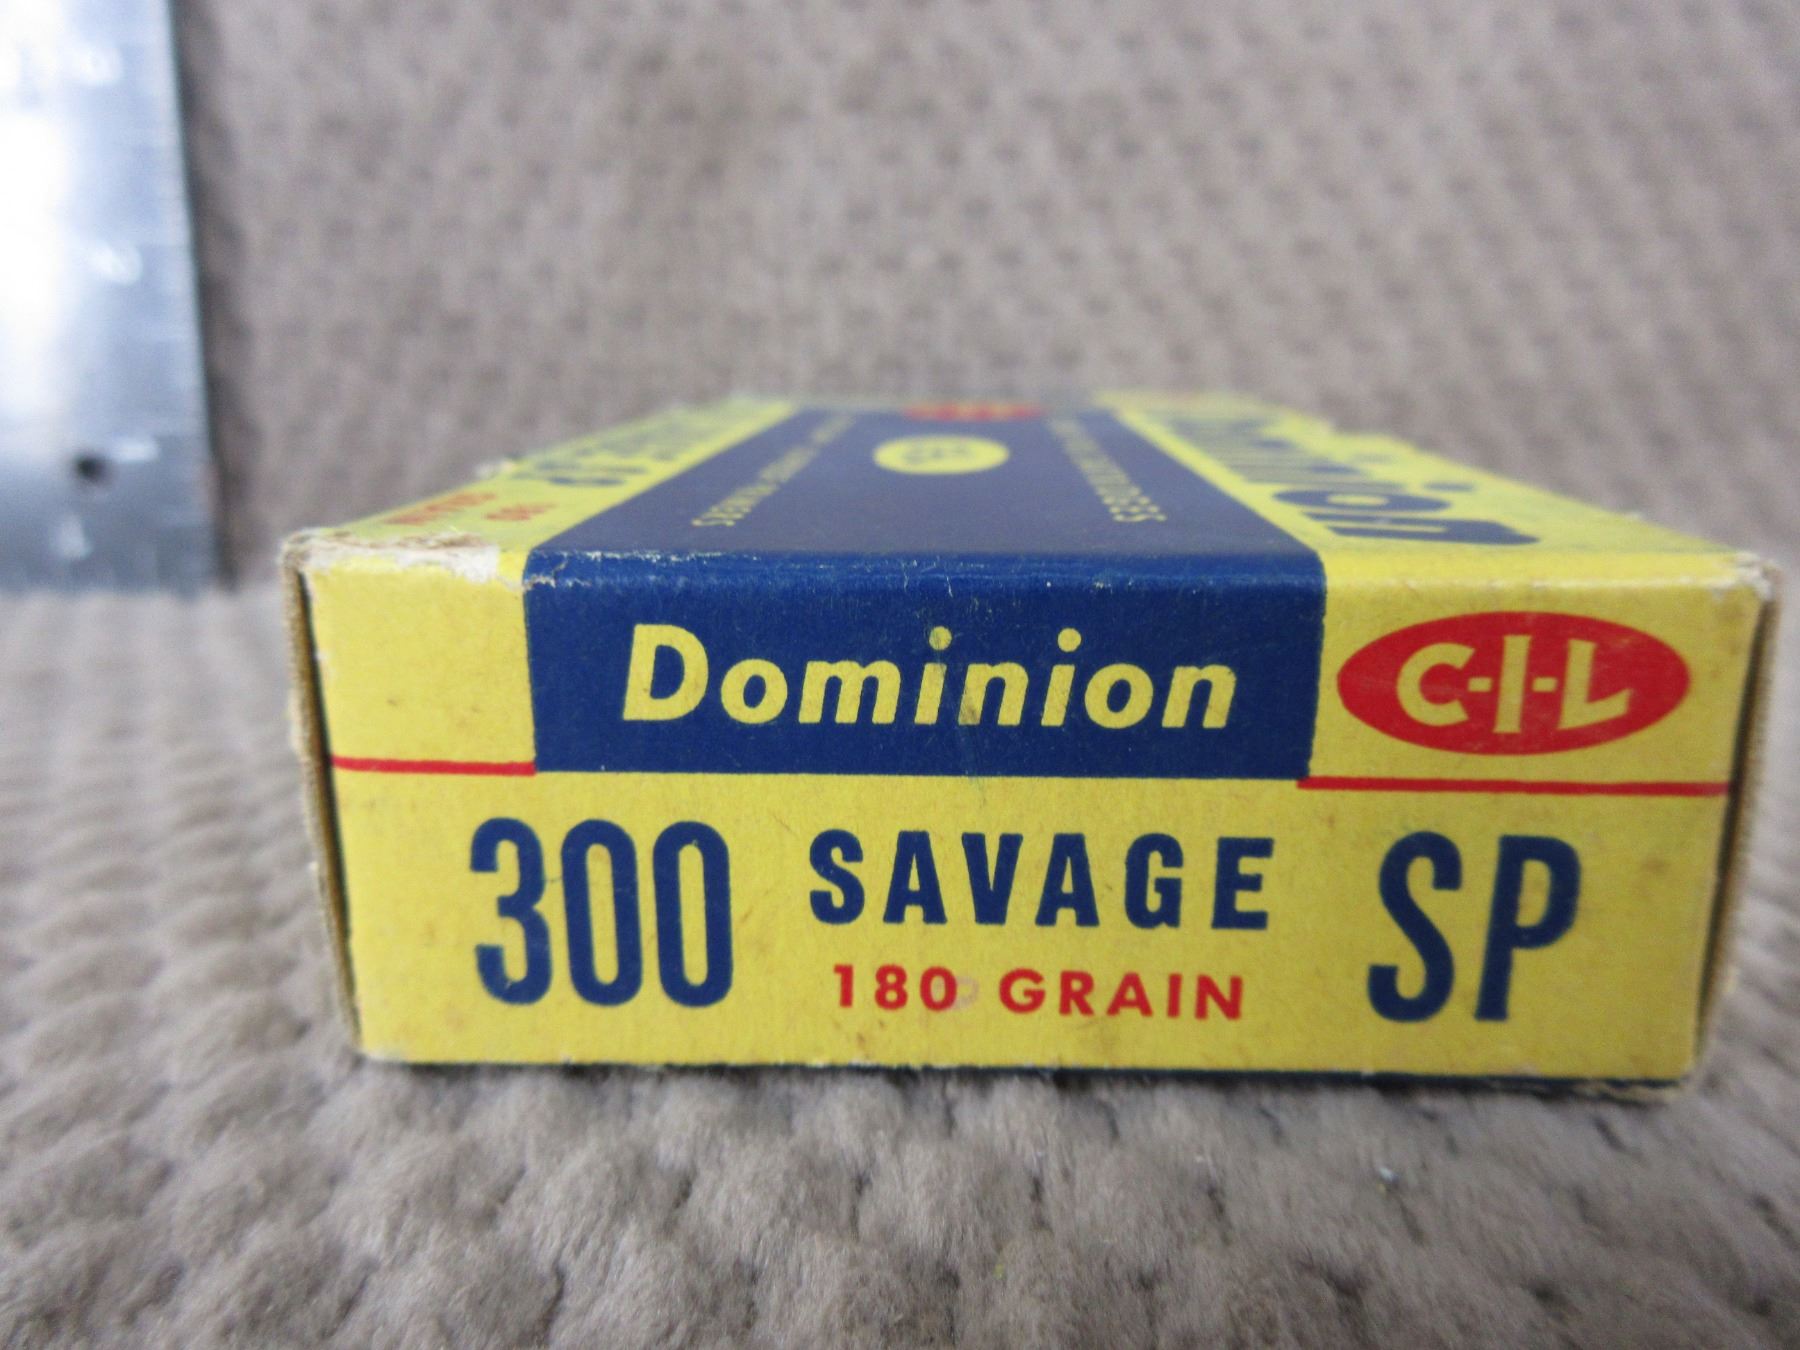 Dominion
C-I-L
300 SAVAGE SP
180 GRAIN